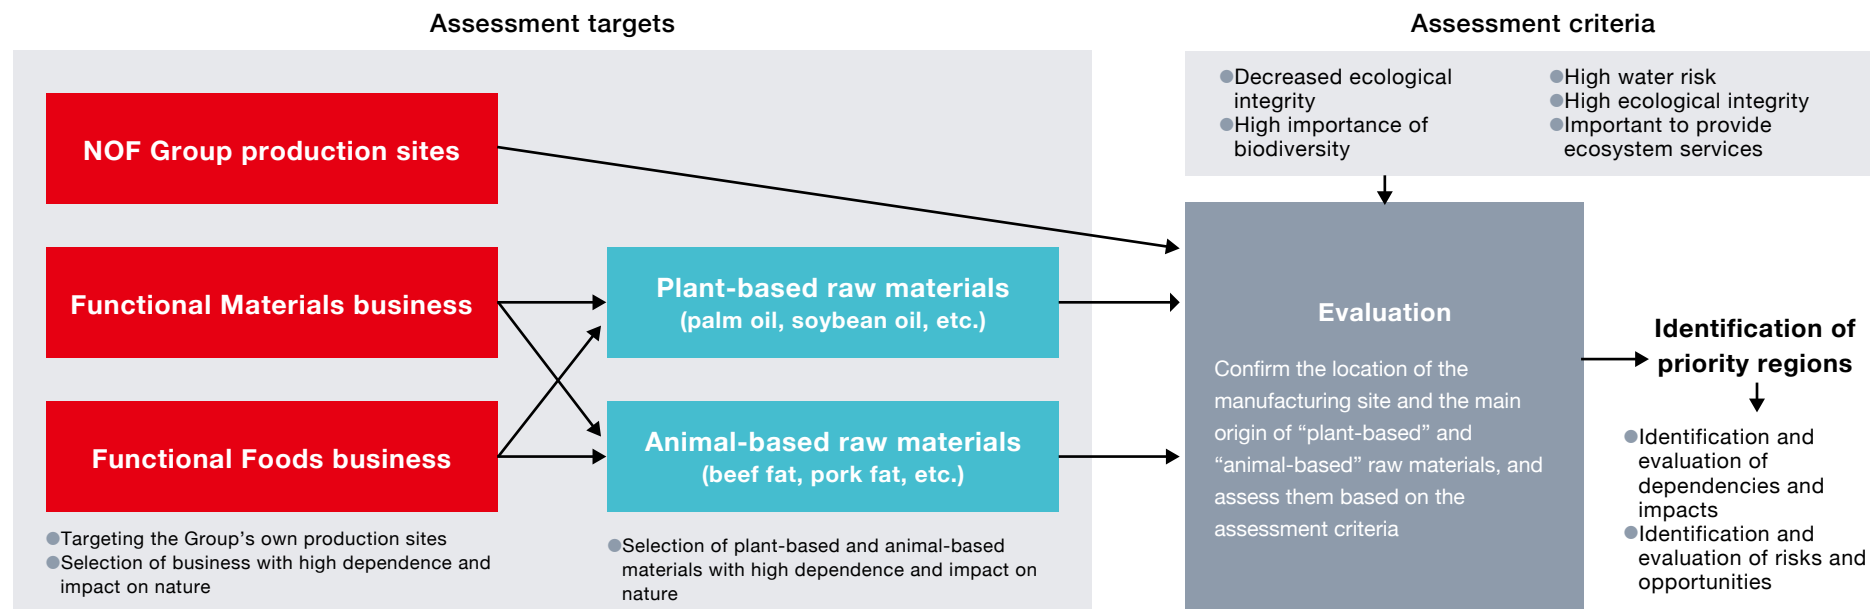 Assessment targets
NOF Group production sites
Functional Materials business
Functional Foods business
●Targeting the Group’s own production sites
●Selection of business with high dependence and
impact on nature
Plant-based raw materials
(palm oil, soybean oil, etc.)
Animal-based raw materials
(beef fat, pork fat, etc.)
●Selection of plant-based and animal-based
materials with high dependence and impact on
nature
Assessment criteria
●Decreased ecological
integrity
●High importance of
biodiversity
●High water risk
●High ecological integrity
●Important to provide
ecosystem services
Evaluation
Confirm the location of the
manufacturing site and the main
origin of “plant-based” and
“animal-based” raw materials, and
assess them based on the
assessment criteria
Identification of
priority regions
●Identification and
evaluation of
dependencies and
impacts
●Identification and
evaluation of risks and
opportunities